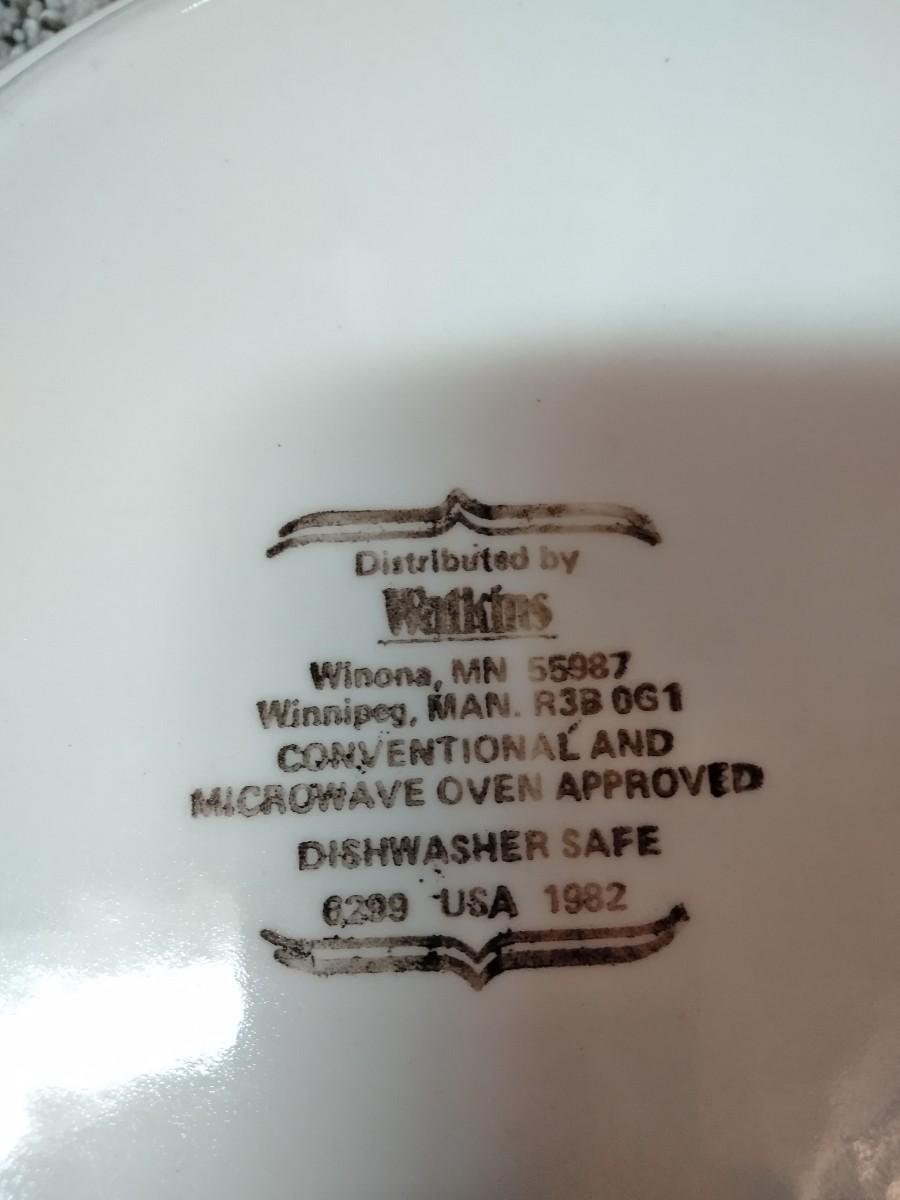 Distributed by
Watkins
Winona, MN 55987
Winnipeg, MAN. R3B 0G1
CONVENTIONAL AND
MICROWAVE OVEN APPROVED
DISHWASHER SAFE
6299 USA 1982